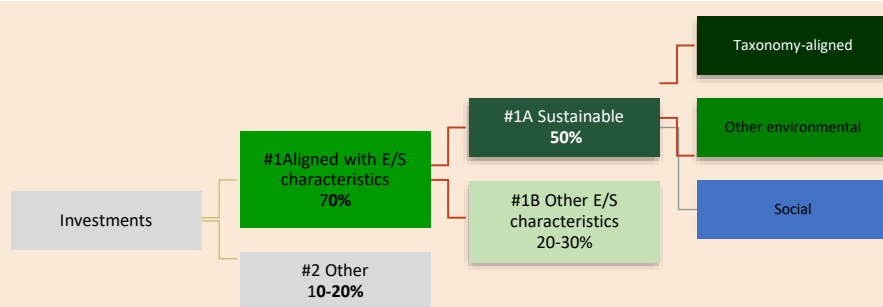 Investments
#1Aligned with E/S
characteristics
70%
#2 Other
10-20%
#1A Sustainable
50%
#1B Other E/S
characteristics
20-30%
Taxonomy-aligned
Other environmental
Social